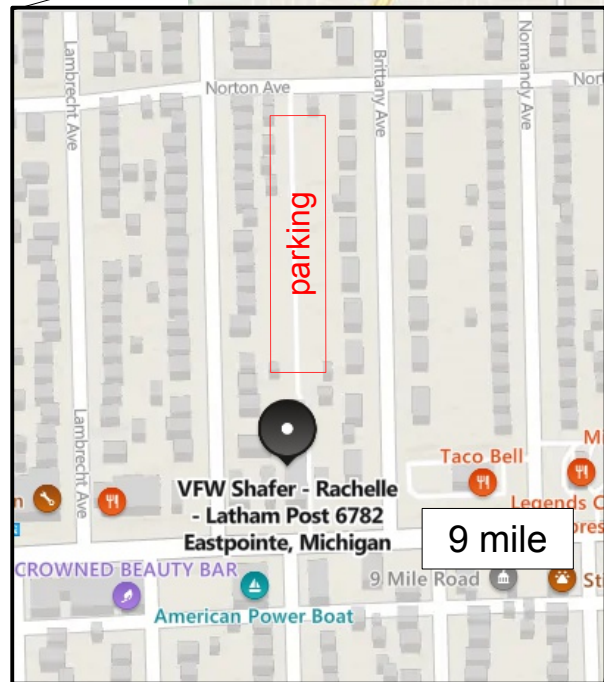 Lambrecht Ave
Norton Ave
Brittany Ave
Normandy Ave
parking
Lambrecht Ave
Taco Bell
VFW Shafer - Rachelle
- Latham Post 6782
Eastpointe, Michigan
Legends
9 mile
CROWNED BEAUTY BAR
9 Mile Road
American Power Boat